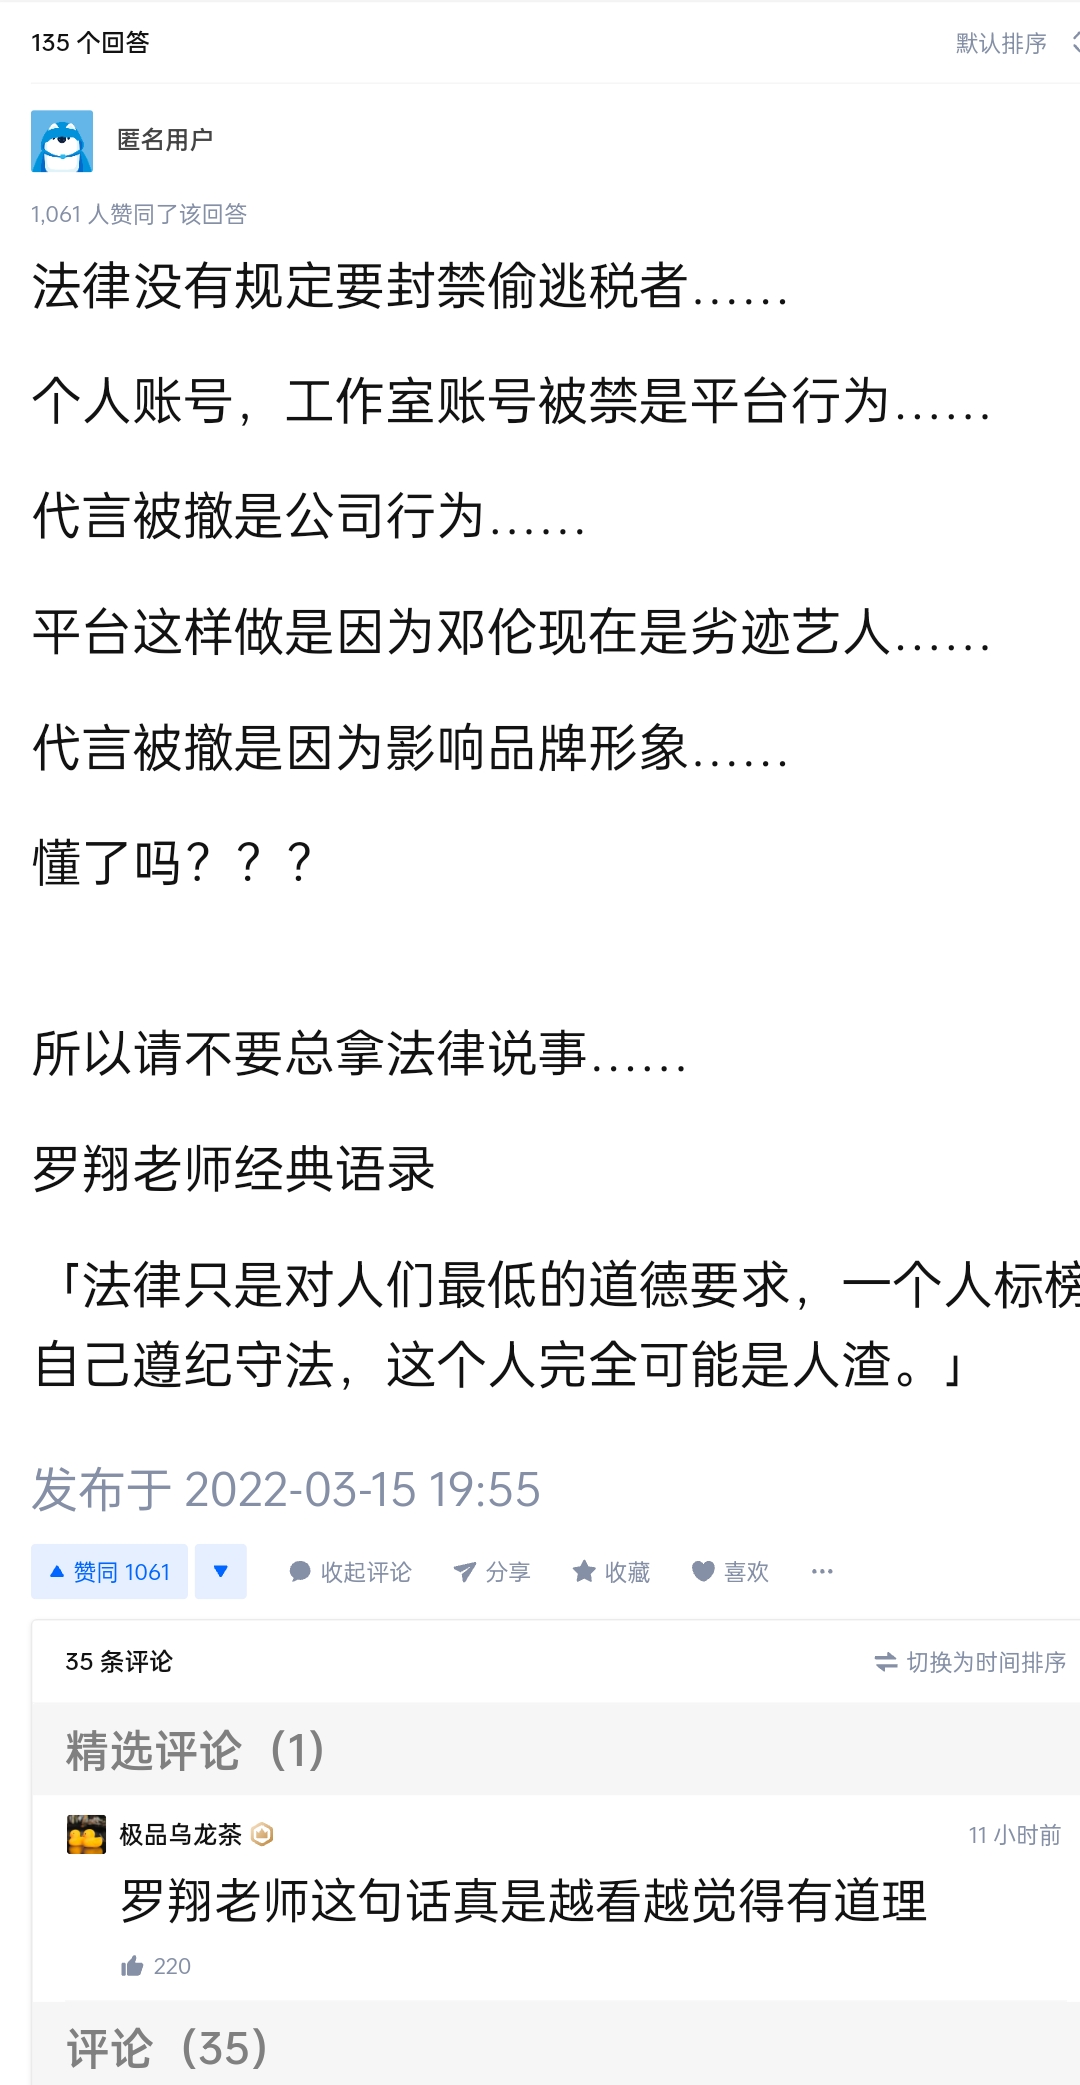 135 个回答
默认排序
匿名用户
1,061 人赞同了该回答
法律没有规定要封禁偷逃税者……
个人账号，工作室账号被禁是平台行为……
代言被撤是公司行为……
平台这样做是因为邓伦现在是劣迹艺人……
代言被撤是因为影响品牌形象……
懂了吗？？？
所以请不要总拿法律说事……
罗翔老师经典语录
「法律只是对人们最低的道德要求，一个人标榜
自己遵纪守法，这个人完全可能是人渣。」
发布于 2022-03-15 19:55
赞同 1061
收起评论
分享
收藏
喜欢
35 条评论
切换为时间排序
精选评论（1）
极品乌龙茶
11 小时前
罗翔老师这句话真是越看越觉得有道理
220
评论（35）